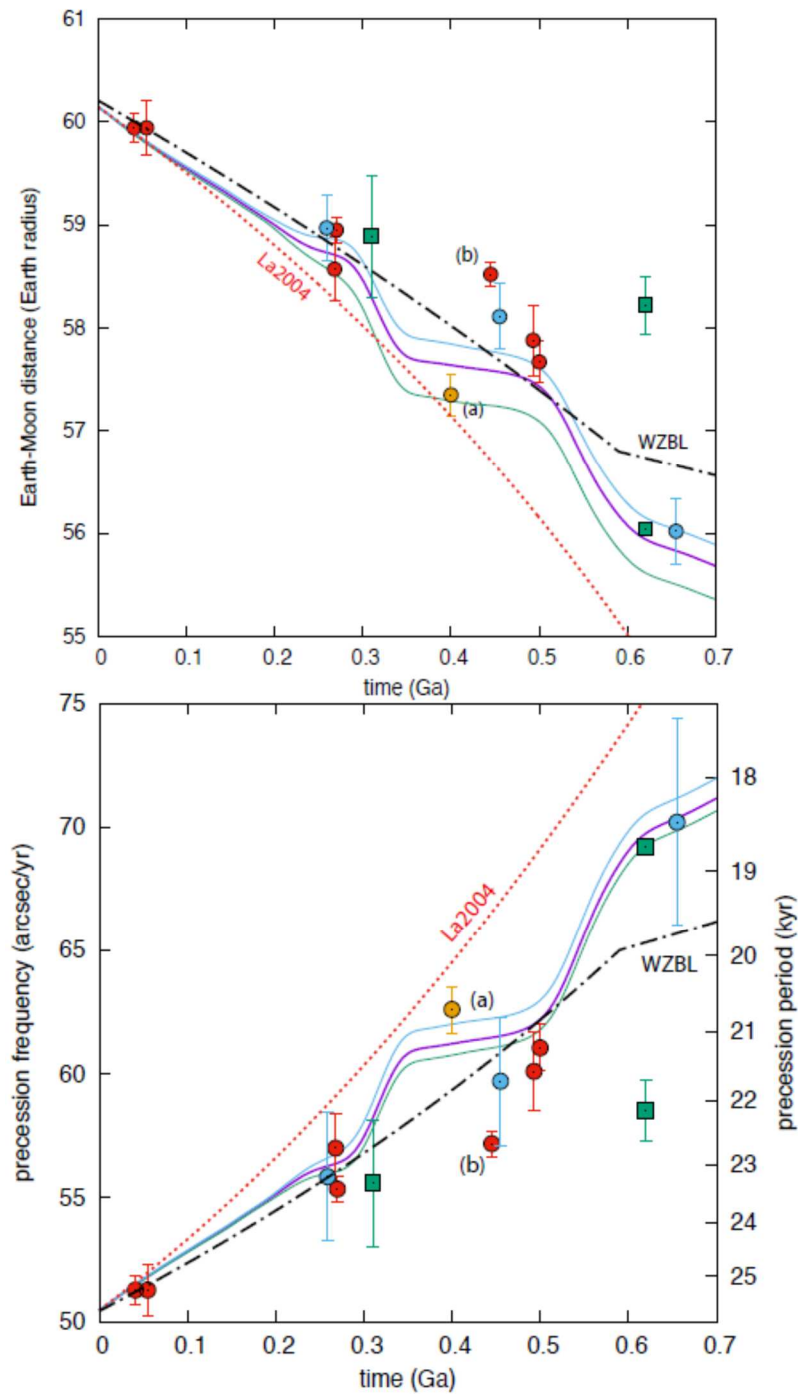 61
60
59
58
57
56
55
Earth-Moon distance (Earth radius)
La2004
(b)
(a)
WZBL
0 0.1 0.2 0.3 0.4 0.5 0.6 0.7
time (Ga)
75
70
65
60
55
50
precession frequency (arcsec/yr)
La2004
(a)
WZBL
(b)
18
19
20
21
22
23
24
25
precession period (kyr)
0 0.1 0.2 0.3 0.4 0.5 0.6 0.7
time (Ga)